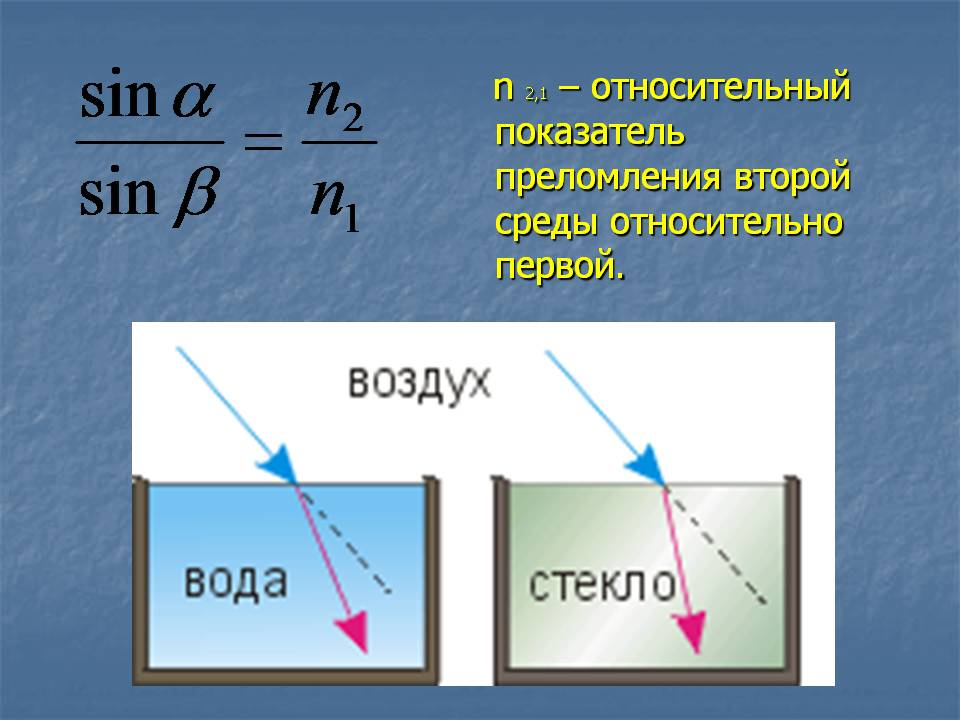 sin α / sin β = n₂ / n₁
n 2,1 – относительный
показатель
преломления второй
среды относительно
первой.
воздух
вода
стекло